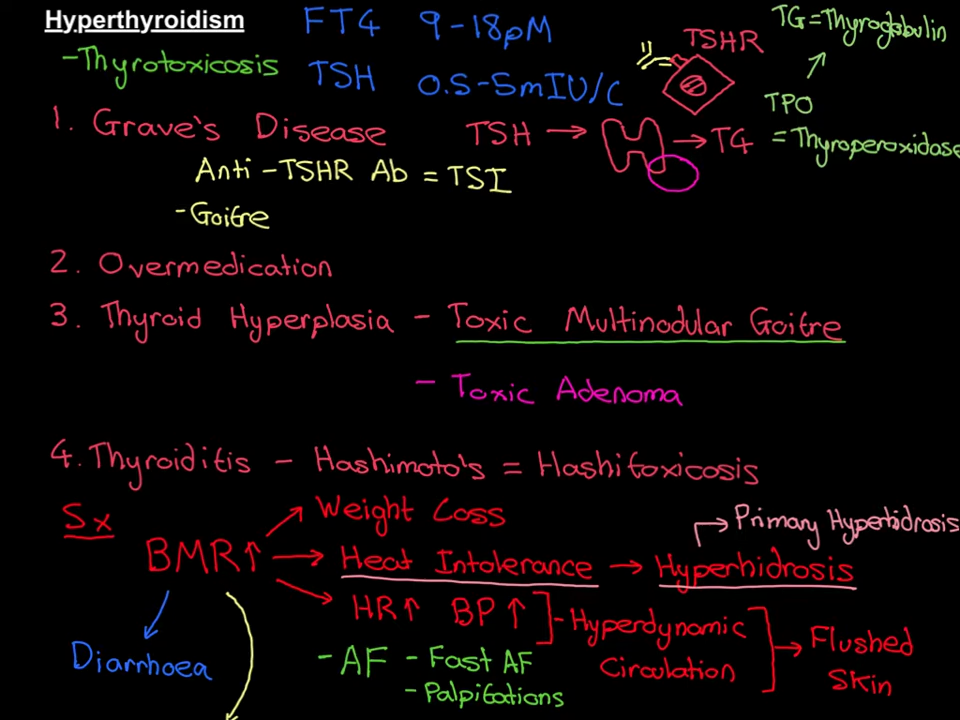 Hyperthyroidism
FT4 9-18pM
TG = Thyroglobulin
- Thyrotoxicosis
TSH 0.5-5mIU/L
TSHR
TPO
= Thyroperoxidase
1. Grave's Disease
TSH → → T4
Anti-TSHR Ab = TSI
- Goitre
2. Overmedication
3. Thyroid Hyperplasia - Toxic Multinodular Goitre
- Toxic Adenoma
4. Thyroiditis - Hashimoto's = Hashitoxicosis
Sx
Weight Loss
→ Primary Hyperhidrosis
BMR↑ → Heat Intolerance → Hyperhidrosis
HR↑ BP↑ ] - Hyperdynamic Circulation ] → Flushed Skin
Diarrhoea
- AF - Fast AF
- Palpitations